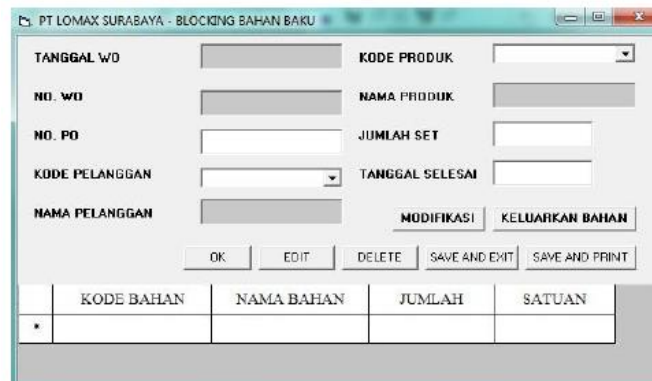 PT LOMAX SURABAYA - BLOCKING BAHAN BAKU
TANGGAL WO
KODE PRODUK
NO. WO
NAMA PRODUK
NO. PO
JUMLAH SET
KODE PELANGGAN
TANGGAL SELESAI
NAMA PELANGGAN
MODIFIKASI KELUARKAN BAHAN
OK EDIT DELETE SAVE AND EXIT SAVE AND PRINT
KODE BAHAN NAMA BAHAN JUMLAH SATUAN
*